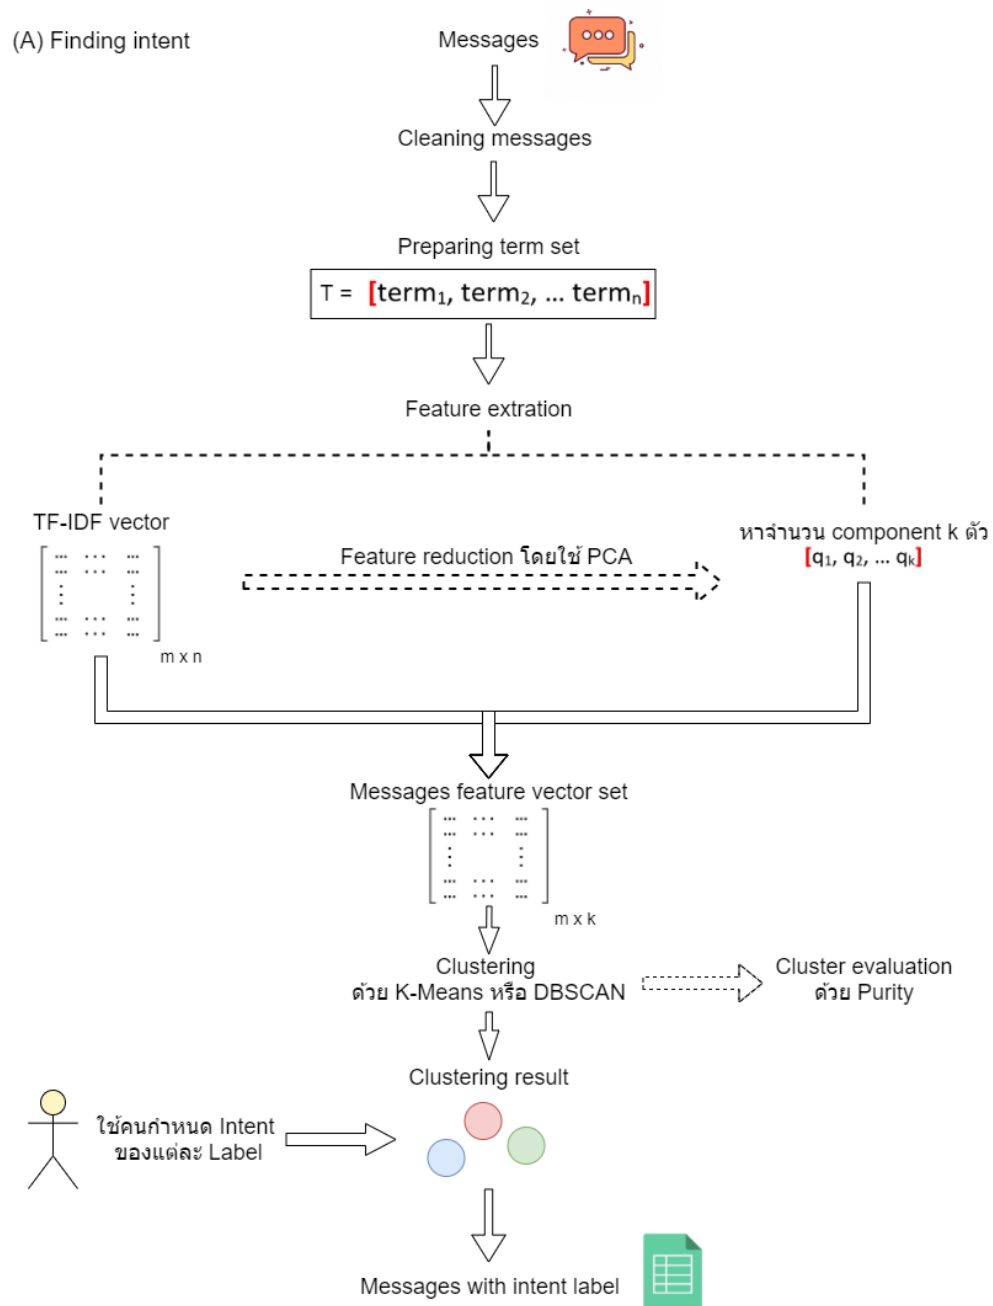 (A) Finding intent
Messages
Cleaning messages
Preparing term set
T = [term₁, term₂, ... termₙ]
Feature extration
TF-IDF vector
... ... ...
... ... ...
⋮ ⋮
... ... ...
... ... ...
m x n
Feature reduction โดยใช้ PCA
หาจำนวน component k ตัว
[q₁, q₂, ... qₖ]
Messages feature vector set
... ... ...
... ... ...
⋮ ⋮
... ... ...
... ... ...
m x k
Clustering
ด้วย K-Means หรือ DBSCAN
Cluster evaluation
ด้วย Purity
Clustering result
ใช้คนกำหนด Intent
ของแต่ละ Label
Messages with intent label